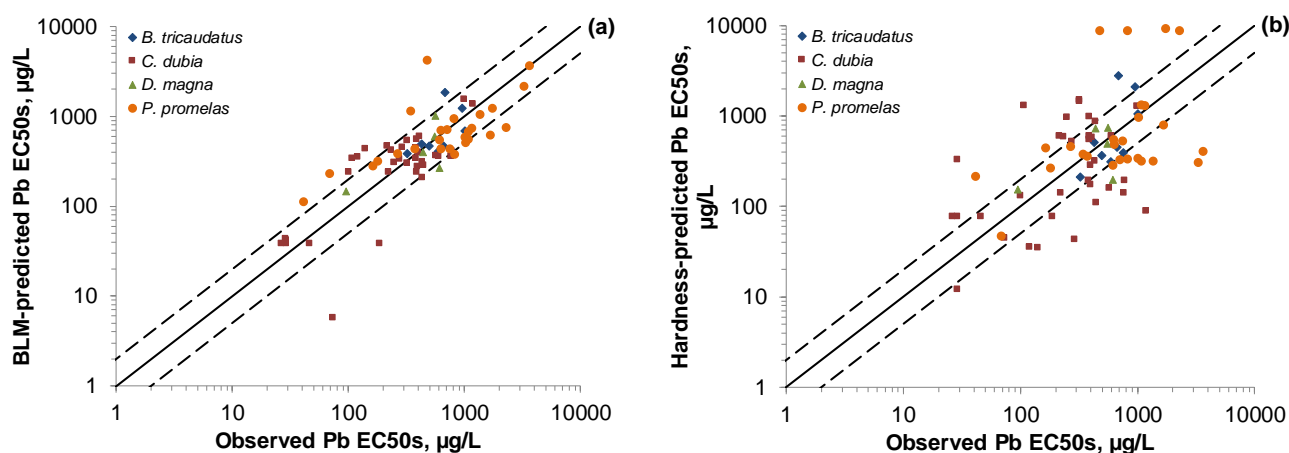 (a)
BLM-predicted Pb EC50s, µg/L
10000
1000
100
10
1
B. tricaudatus
C. dubia
D. magna
P. promelas
1 10 100 1000 10000
Observed Pb EC50s, µg/L
(b)
Hardness-predicted Pb EC50s,
µg/L
10000
1000
100
10
1
B. tricaudatus
C. dubia
D. magna
P. promelas
1 10 100 1000 10000
Observed Pb EC50s, µg/L